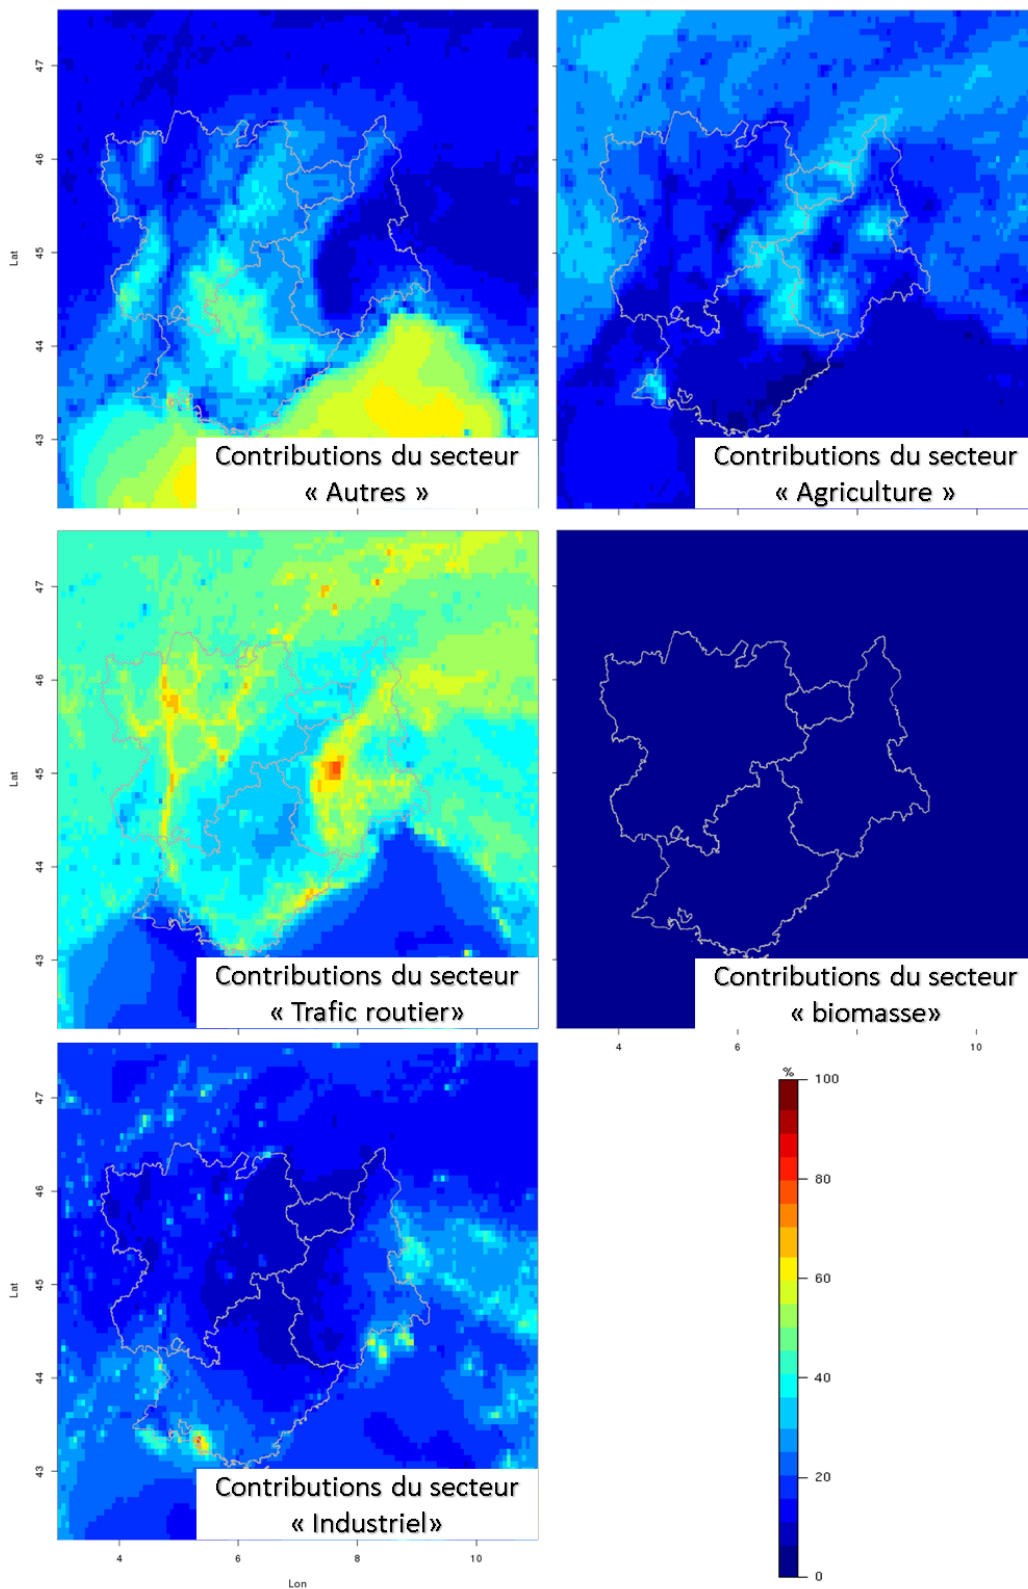 47
46
Lat
45
44
43
Contributions du secteur
« Autres »
Contributions du secteur
« Agriculture »
47
46
Lat
45
44
43
Contributions du secteur
« Trafic routier»
Contributions du secteur
« biomasse»
4 6 10
47
46
Lat
45
44
43
Contributions du secteur
« Industriel»
4 6 8 10
Lon
%
100
80
60
40
20
0